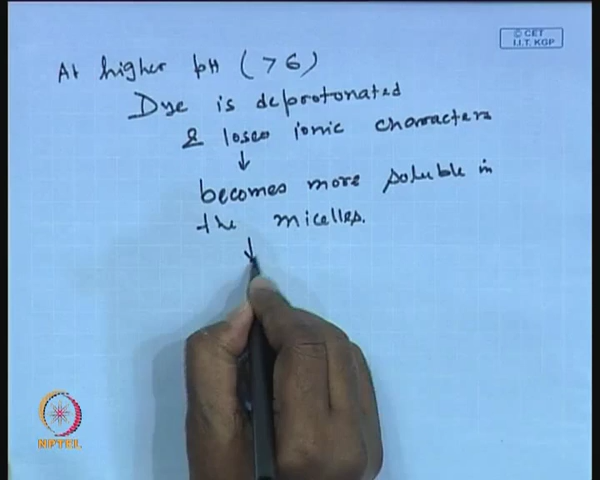 © CET
I.I.T. KGP
At higher pH (>6)
Dye is deprotonated
& loses ionic characters
↓
becomes more soluble in
the micelles.
↓
NPTEL